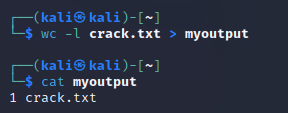 ┌──(kali㉿kali)-[~]
└─$ wc -l crack.txt > myoutput
┌──(kali㉿kali)-[~]
└─$ cat myoutput
1 crack.txt